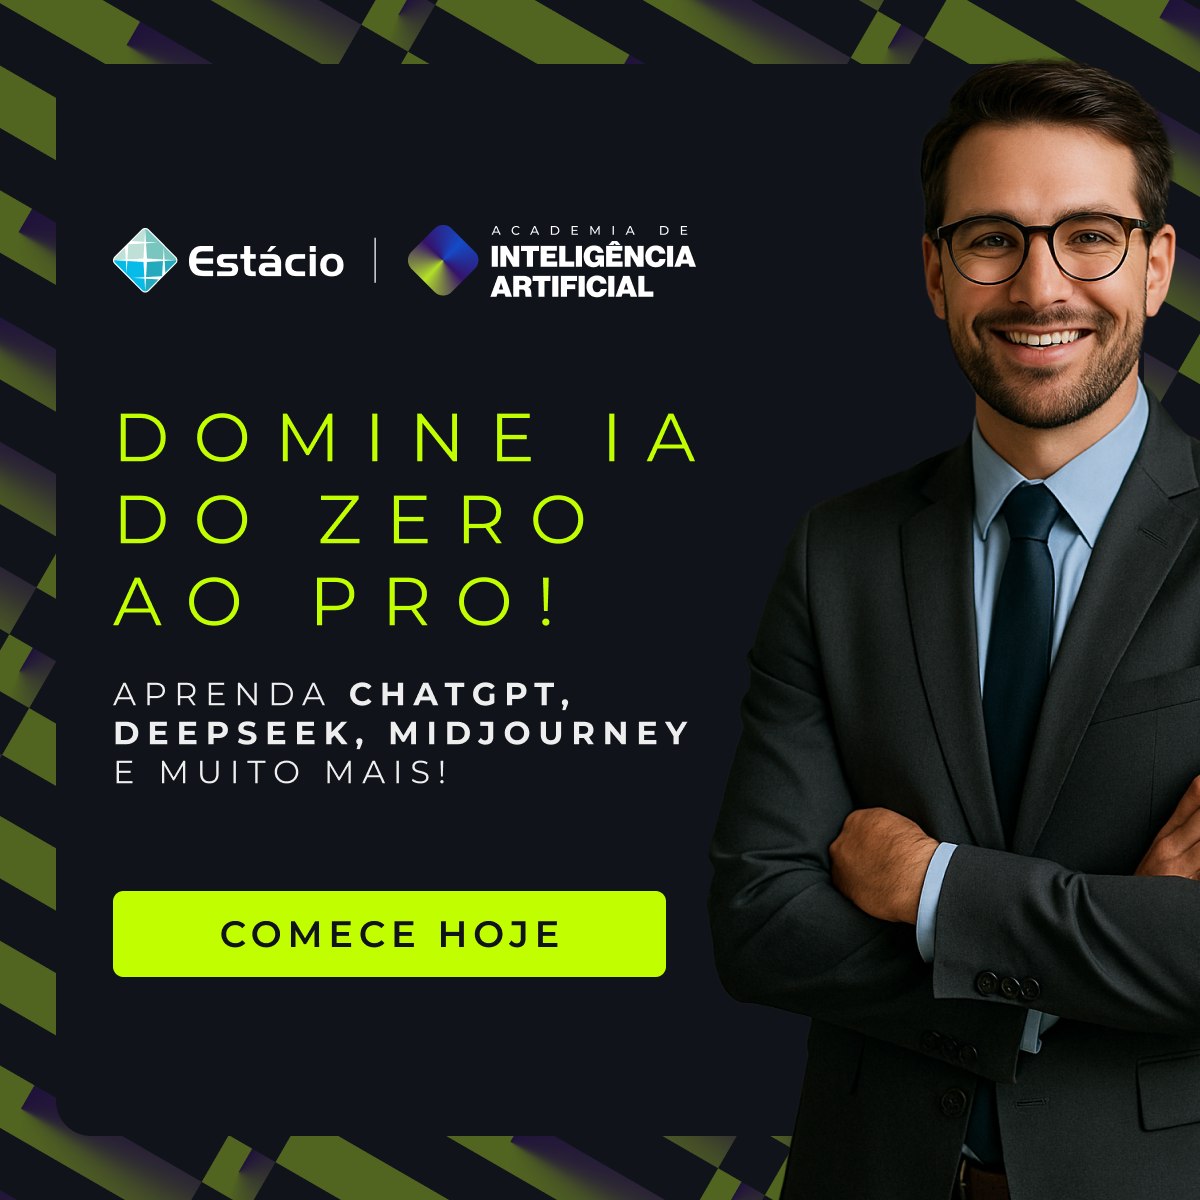 Estácio
ACADEMIA DE
INTELIGÊNCIA
ARTIFICIAL
DOMINE IA
DO ZERO
AO PRO!
APRENDA CHATGPT,
DEEPSEEK, MIDJOURNEY
E MUITO MAIS!
COMECE HOJE